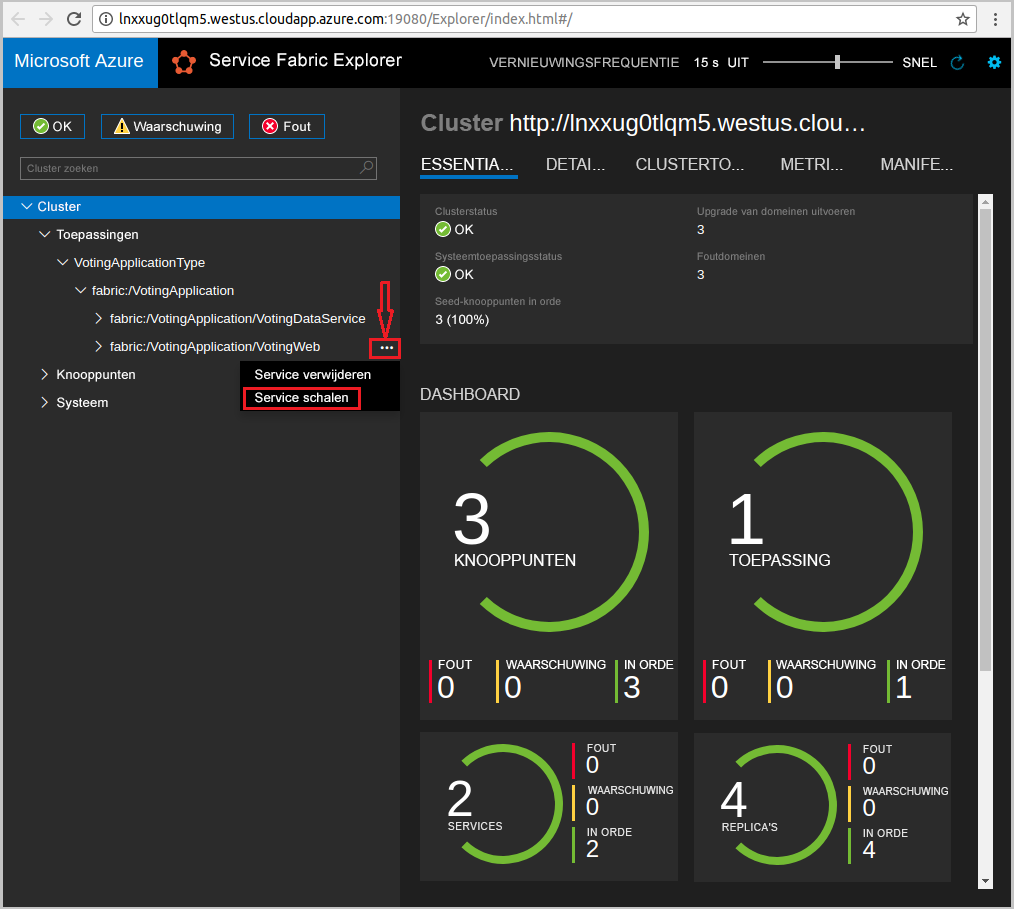 lnxxug0tlqm5.westus.cloudapp.azure.com:19080/Explorer/index.html#/
Microsoft Azure
Service Fabric Explorer
VERNIEUWINGSFREQUENTIE 15 s UIT SNEL
OK
Waarschuwing
Fout
Cluster zoeken
Cluster
Toepassingen
VotingApplicationType
fabric:/VotingApplication
fabric:/VotingApplication/VotingDataService
fabric:/VotingApplication/VotingWeb
Service verwijderen
Service schalen
Knooppunten
Systeem
Cluster http://lnxxug0tlqm5.westus.clou…
ESSENTIA... DETAI... CLUSTERTO... METRI... MANIFE...
Clusterstatus
OK
Systeemtoepassingsstatus
OK
Seed-knooppunten in orde
3 (100%)
Upgrade van domeinen uitvoeren
3
Foutdomeinen
3
DASHBOARD
3
KNOOPPUNTEN
FOUT
0
WAARSCHUWING
0
IN ORDE
3
1
TOEPASSING
FOUT
0
WAARSCHUWING
0
IN ORDE
1
2
SERVICES
FOUT
0
WAARSCHUWING
0
IN ORDE
2
4
REPLICA'S
FOUT
0
WAARSCHUWING
0
IN ORDE
4